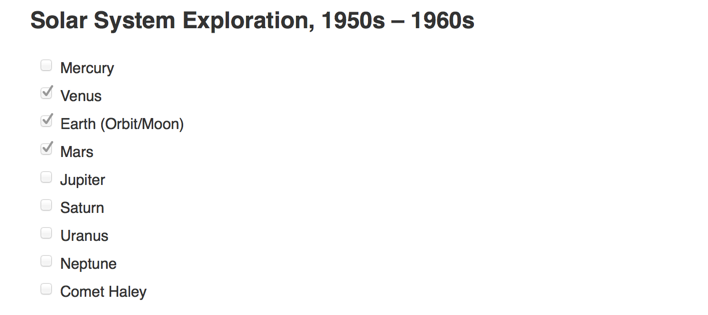 Solar System Exploration, 1950s – 1960s
Mercury
Venus
Earth (Orbit/Moon)
Mars
Jupiter
Saturn
Uranus
Neptune
Comet Haley